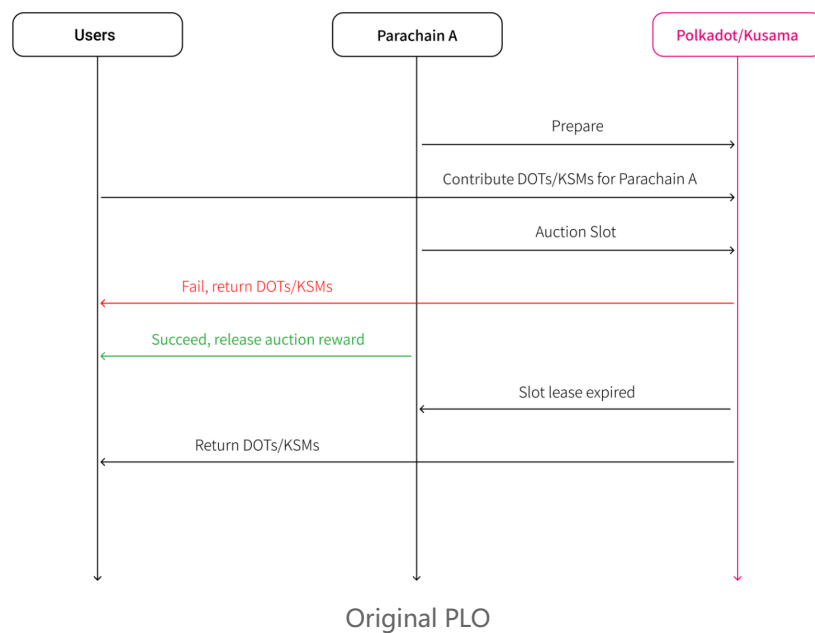 Users
Parachain A
Polkadot/Kusama
Prepare
Contribute DOTs/KSMs for Parachain A
Auction Slot
Fail, return DOTs/KSMs
Succeed, release auction reward
Slot lease expired
Return DOTs/KSMs
Original PLO